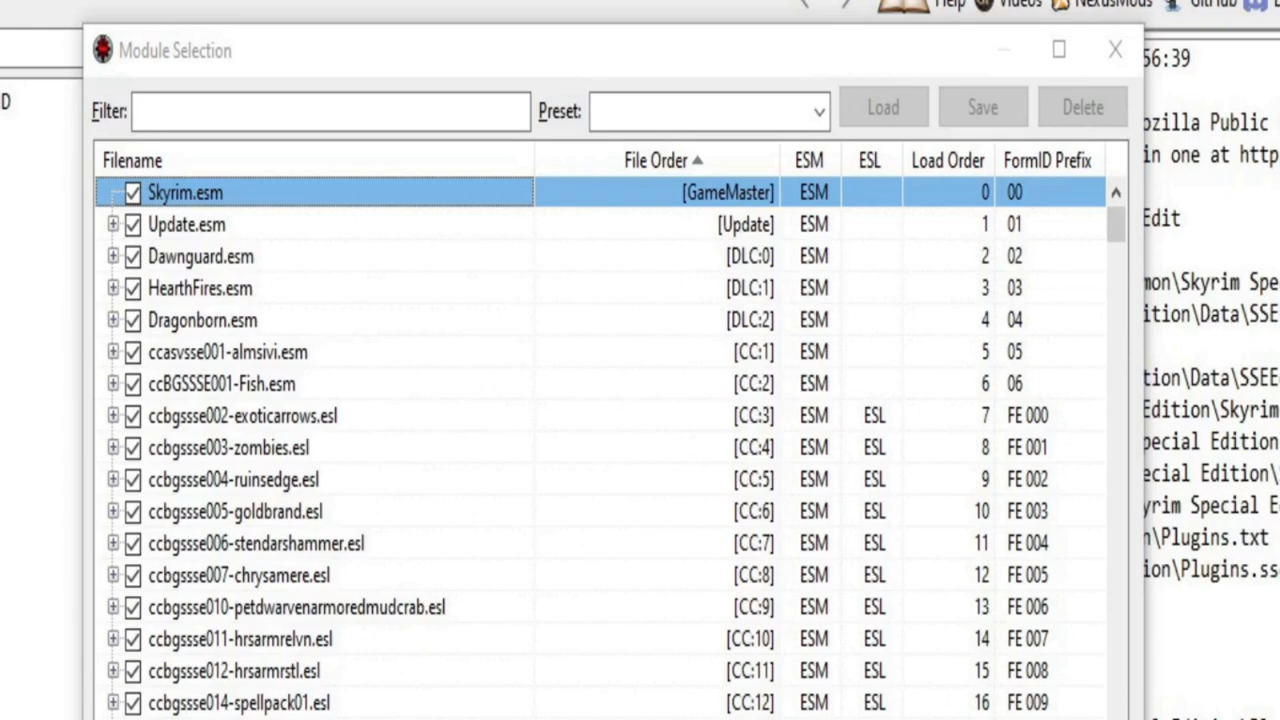 Help Videos NexusMods GitHub
Module Selection
56:39
D
Filter: Preset: Load Save Delete
ozilla Public
in one at http
Filename File Order ESM ESL Load Order FormID Prefix
Skyrim.esm [GameMaster] ESM 0 00
Update.esm [Update] ESM 1 01
Edit
Dawnguard.esm [DLC:0] ESM 2 02
HearthFires.esm [DLC:1] ESM 3 03
mon\Skyrim Spe
Dragonborn.esm [DLC:2] ESM 4 04
ition\Data\SSE
ccasvsse001-almsivi.esm [CC:1] ESM 5 05
ccBGSSSE001-Fish.esm [CC:2] ESM 6 06
tion\Data\SSEE
ccbgssse002-exoticarrows.esl [CC:3] ESM ESL 7 FE 000
Edition\Skyrim
ccbgssse003-zombies.esl [CC:4] ESM ESL 8 FE 001
pecial Edition
ccbgssse004-ruinsedge.esl [CC:5] ESM ESL 9 FE 002
ecial Edition\
ccbgssse005-goldbrand.esl [CC:6] ESM ESL 10 FE 003
yrim Special E
ccbgssse006-stendarshammer.esl [CC:7] ESM ESL 11 FE 004
n\Plugins.txt
ccbgssse007-chrysamere.esl [CC:8] ESM ESL 12 FE 005
ion\Plugins.ss
ccbgssse010-petdwarvenarmoredmudcrab.esl [CC:9] ESM ESL 13 FE 006
ccbgssse011-hrsarmrelvn.esl [CC:10] ESM ESL 14 FE 007
ccbgssse012-hrsarmrstl.esl [CC:11] ESM ESL 15 FE 008
ccbgssse014-spellpack01.esl [CC:12] ESM ESL 16 FE 009